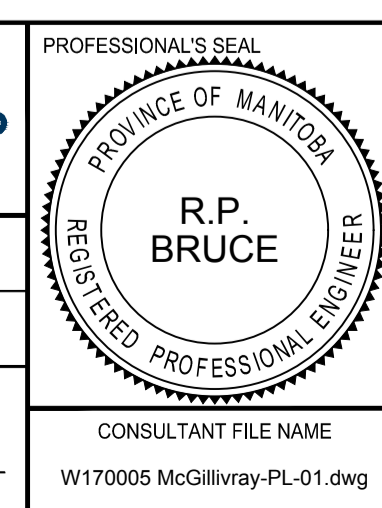 PROFESSIONAL'S SEAL
PROVINCE OF MANITOBA
R.P.
BRUCE
REGISTERED PROFESSIONAL ENGINEER
CONSULTANT FILE NAME
W170005 McGillivray-PL-01.dwg